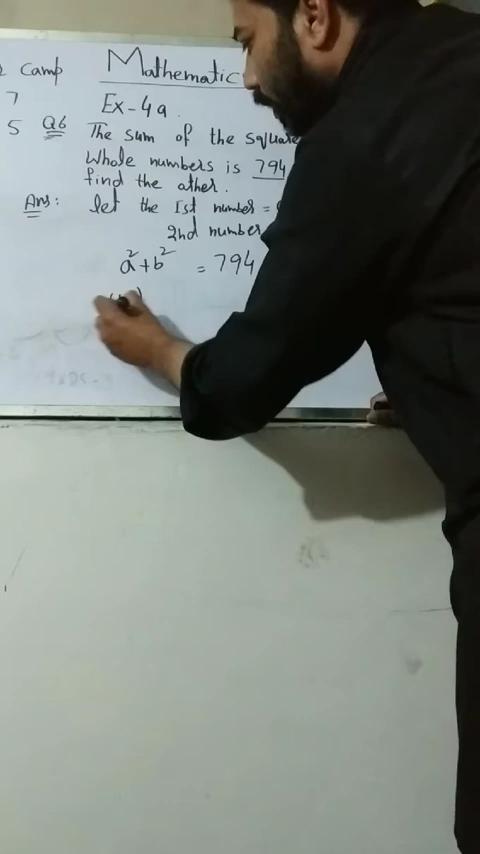 Camp Mathematic
7 Ex-4a.
5 Q6 The sum of the square
Whole numbers is 794
find the ather.
Ans: let the Ist number =
2nd number
a²+b² = 794